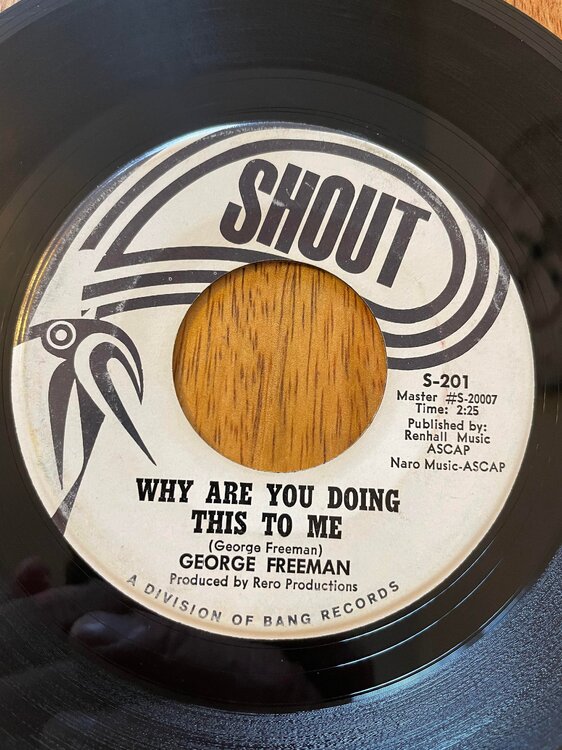 SHOUT
S-201
Master #S-20007
Time: 2:25
Published by:
Renhall Music
ASCAP
Naro Music-ASCAP
WHY ARE YOU DOING
THIS TO ME
(George Freeman)
GEORGE FREEMAN
Produced by Rero Productions
A DIVISION OF BANG RECORDS